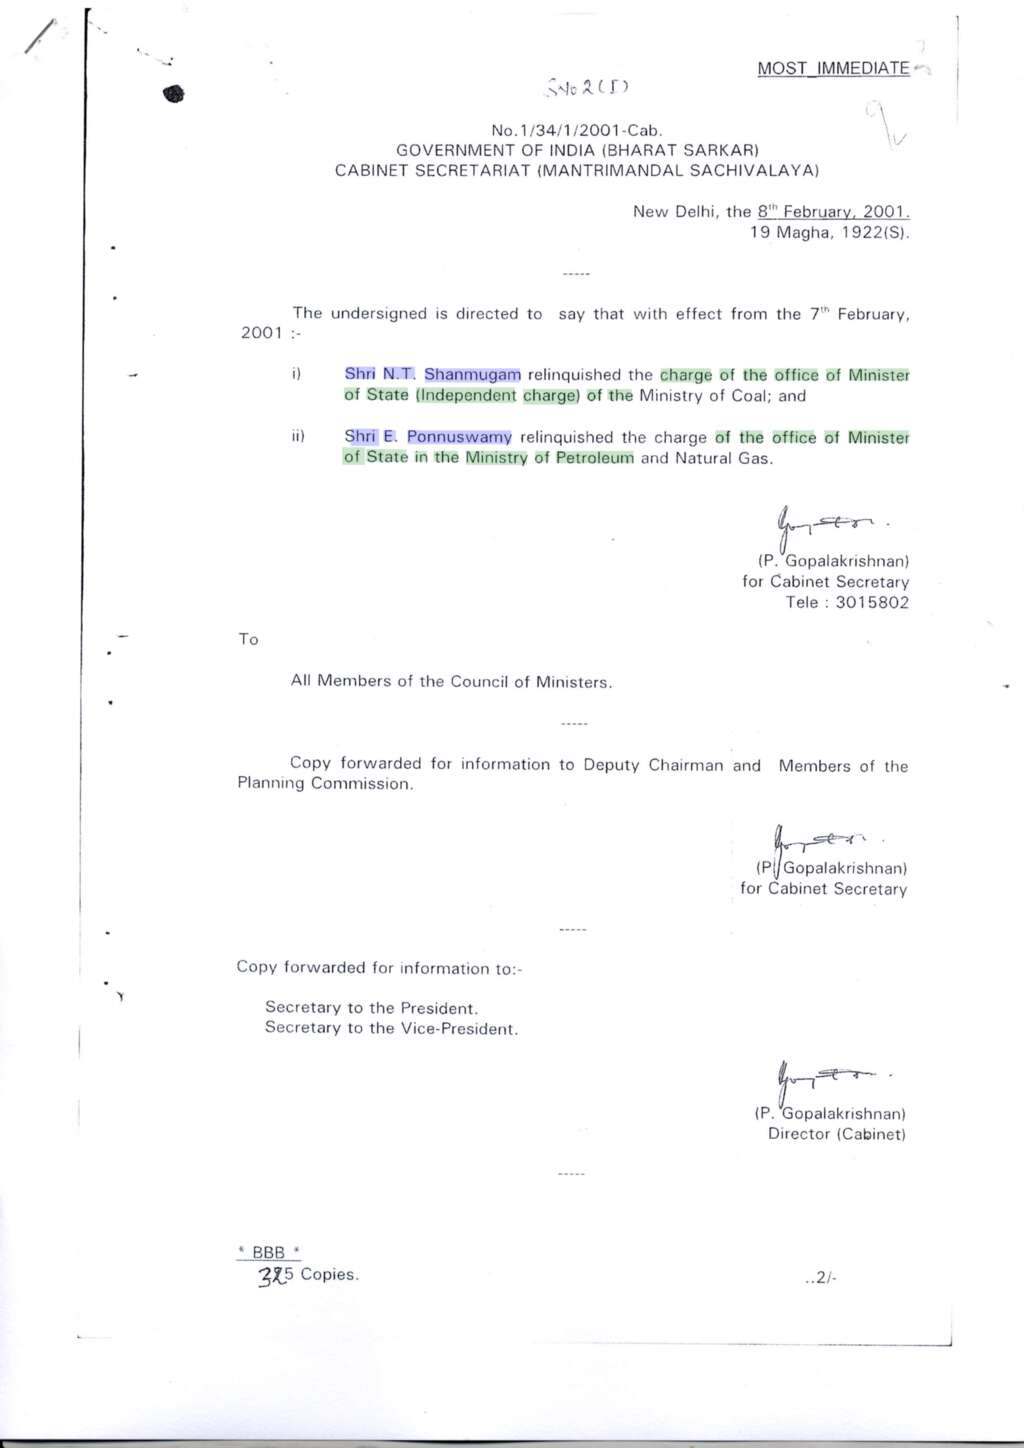 MOST IMMEDIATE
S.No 2(I)
No.1/34/1/2001-Cab.
GOVERNMENT OF INDIA (BHARAT SARKAR)
CABINET SECRETARIAT (MANTRIMANDAL SACHIVALAYA)
New Delhi, the 8th February, 2001.
19 Magha, 1922(S).
-----
The undersigned is directed to say that with effect from the 7th February,
2001 :-
i) Shri N.T. Shanmugam relinquished the charge of the office of Minister
of State (Independent charge) of the Ministry of Coal; and
ii) Shri E. Ponnuswamy relinquished the charge of the office of Minister
of State in the Ministry of Petroleum and Natural Gas.
(P. Gopalakrishnan)
for Cabinet Secretary
Tele : 3015802
To
All Members of the Council of Ministers.
-----
Copy forwarded for information to Deputy Chairman and Members of the
Planning Commission.
(P. Gopalakrishnan)
for Cabinet Secretary
-----
Copy forwarded for information to:-
Secretary to the President.
Secretary to the Vice-President.
(P. Gopalakrishnan)
Director (Cabinet)
-----
* BBB *
5 Copies.
..2/-